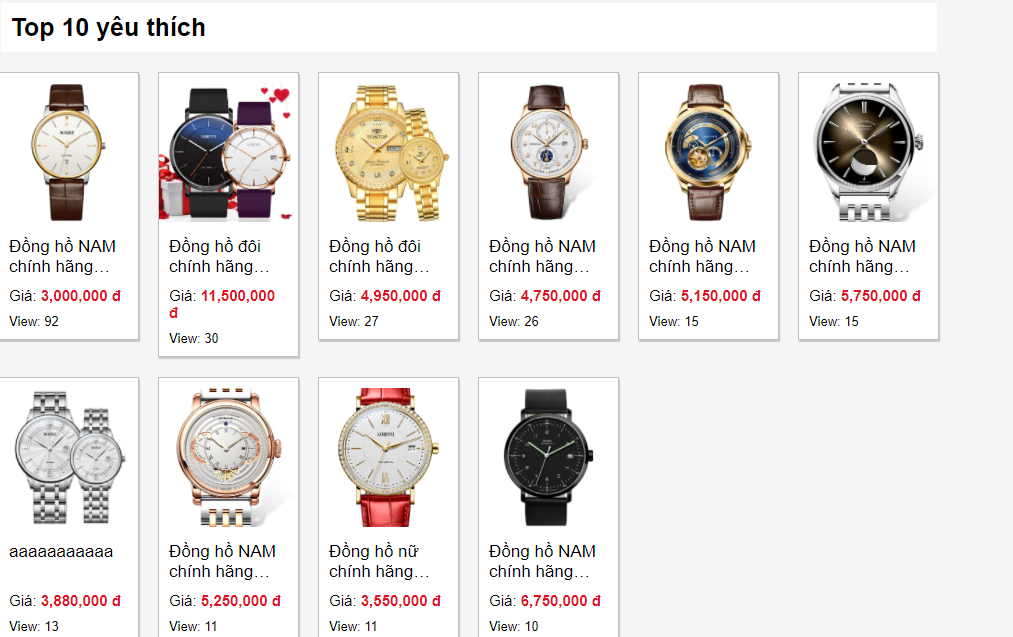 Top 10 yêu thích
Đồng hồ NAM
chính hãng…
Giá: 3,000,000 đ
View: 92
Đồng hồ đôi
chính hãng…
Giá: 11,500,000
đ
View: 30
Đồng hồ đôi
chính hãng…
Giá: 4,950,000 đ
View: 27
Đồng hồ NAM
chính hãng…
Giá: 4,750,000 đ
View: 26
Đồng hồ NAM
chính hãng…
Giá: 5,150,000 đ
View: 15
Đồng hồ NAM
chính hãng…
Giá: 5,750,000 đ
View: 15
aaaaaaaaaaa
Giá: 3,880,000 đ
View: 13
Đồng hồ NAM
chính hãng…
Giá: 5,250,000 đ
View: 11
Đồng hồ nữ
chính hãng…
Giá: 3,550,000 đ
View: 11
Đồng hồ NAM
chính hãng…
Giá: 6,750,000 đ
View: 10